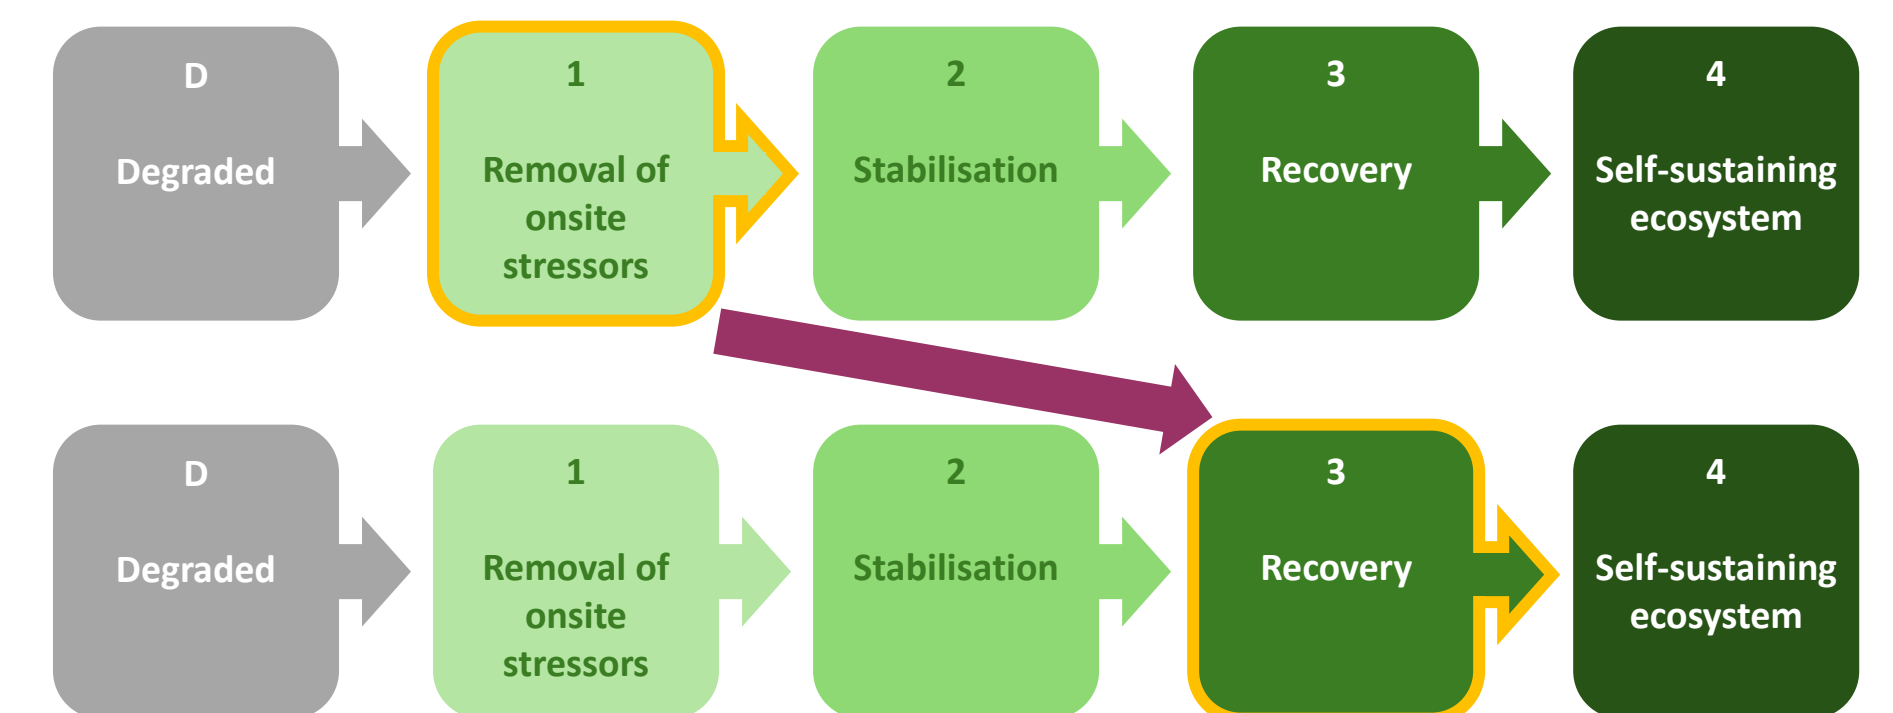 D
Degraded
1
Removal of
onsite
stressors
2
Stabilisation
3
Recovery
4
Self-sustaining
ecosystem
D
Degraded
1
Removal of
onsite
stressors
2
Stabilisation
3
Recovery
4
Self-sustaining
ecosystem